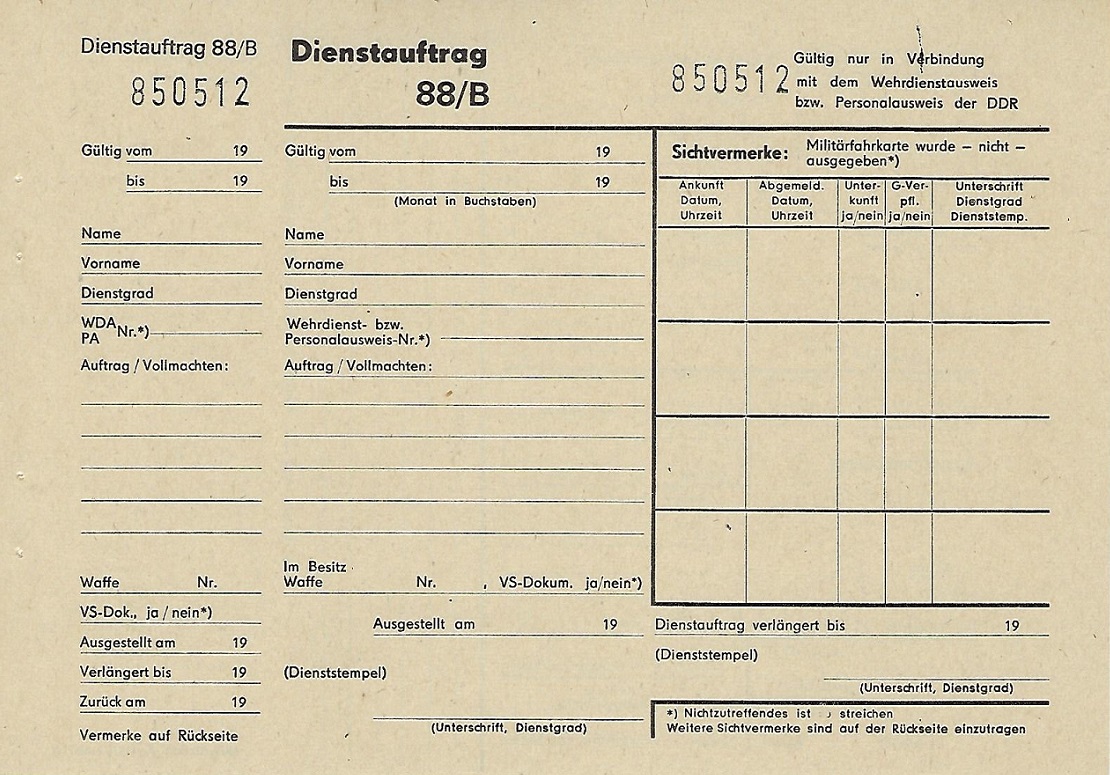 Dienstauftrag 88/B
850512
Gültig vom 19
bis 19
Name
Vorname
Dienstgrad
WDA
PA Nr.*)
Auftrag/Vollmachten:
Waffe Nr.
VS-Dok., ja/nein*)
Ausgestellt am 19
Verlängert bis 19
Zurück am 19
Vermerke auf Rückseite
Dienstauftrag
88/B
Gültig vom 19
bis 19
(Monat in Buchstaben)
Name
Vorname
Dienstgrad
Wehrdienst- bzw.
Personalausweis-Nr.*)
Auftrag/Vollmachten:
Im Besitz
Waffe Nr. , VS-Dokum. ja/nein*)
Ausgestellt am 19
(Dienststempel)
(Unterschrift, Dienstgrad)
850512
Gültig nur in Verbindung
mit dem Wehrdienstausweis
bzw. Personalausweis der DDR
Sichtvermerke: Militärfahrkarte wurde – nicht –
ausgegeben*)
Ankunft
Datum,
Uhrzeit
Abgemeld.
Datum,
Uhrzeit
Unter-
kunft
ja/nein
G-Ver-
pfl.
ja/nein
Unterschrift
Dienstgrad
Dienststemp.
Dienstauftrag verlängert bis 19
(Dienststempel)
(Unterschrift, Dienstgrad)
*) Nichtzutreffendes ist streichen
Weitere Sichtvermerke sind auf der Rückseite einzutragen